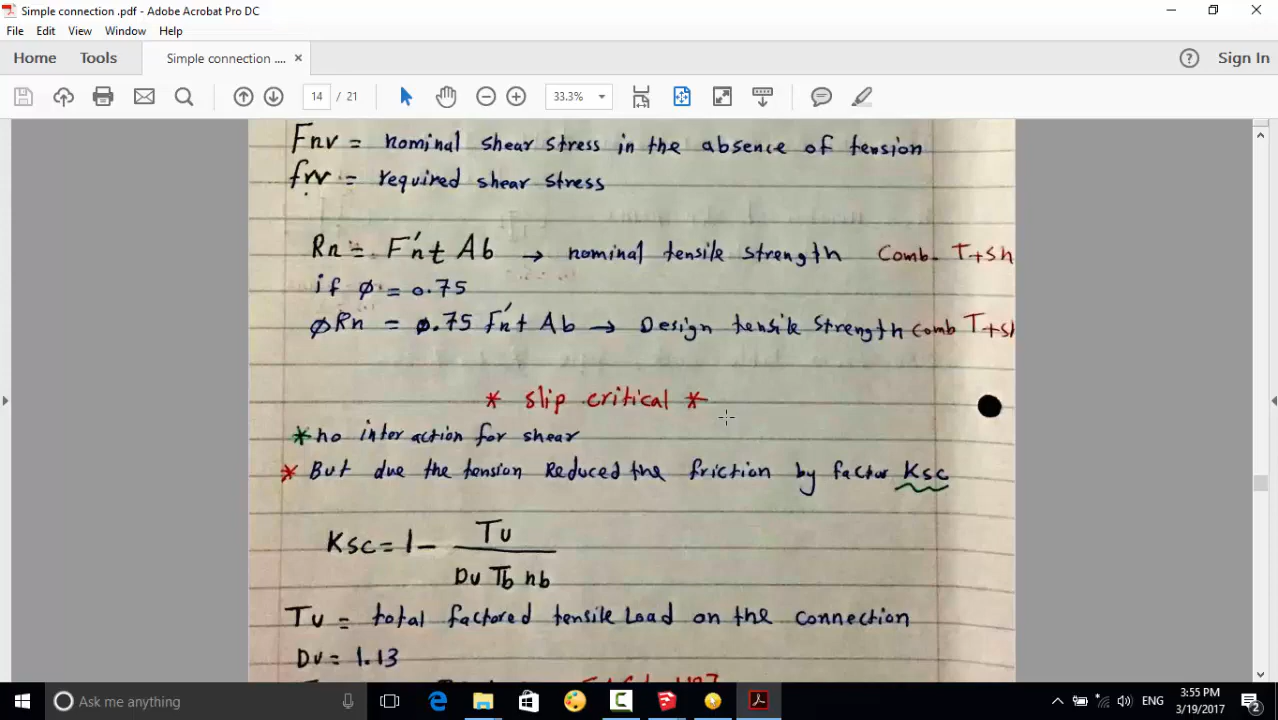 Simple connection .pdf - Adobe Acrobat Pro DC
File Edit View Window Help
Home Tools Simple connection .... × Sign In
14 / 21 33.3%
Fnv = nominal shear stress in the absence of tension
frv = required shear stress
Rn = F'nt Ab → nominal tensile strength Comb. T+sh
if ø = 0.75
øRn = 0.75 F'nt Ab → Design tensile strength comb T+sh
* slip critical *
* no inter action for shear
* But due the tension Reduced the friction by factor Ksc
Ksc = 1 - Tu
Du Tb nb
Tu = total factored tensile Load on the connection
Du = 1.13
Ask me anything
ENG
3:55 PM
3/19/2017
2